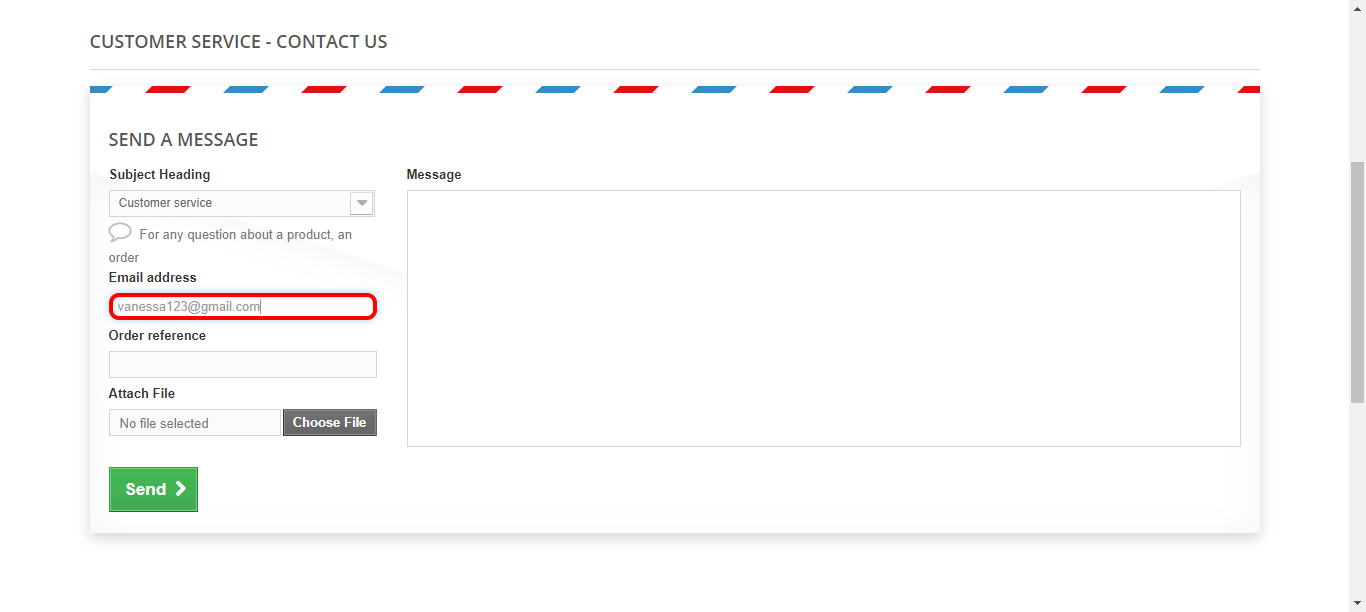 CUSTOMER SERVICE - CONTACT US
SEND A MESSAGE
Subject Heading
Customer service
For any question about a product, an
order
Email address
vanessa123@gmail.com
Order reference
Attach File
No file selected
Choose File
Send
Message